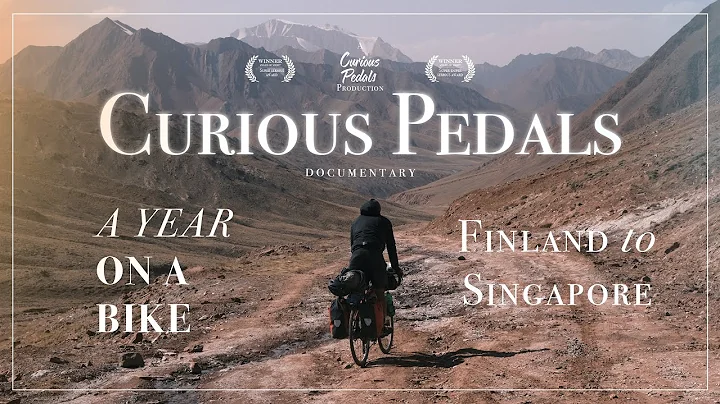 WINNER
Curious
Pedals
PRODUCTION
WINNER
CURIOUS PEDALS
DOCUMENTARY
A YEAR
ON A
BIKE
FINLAND to
SINGAPORE